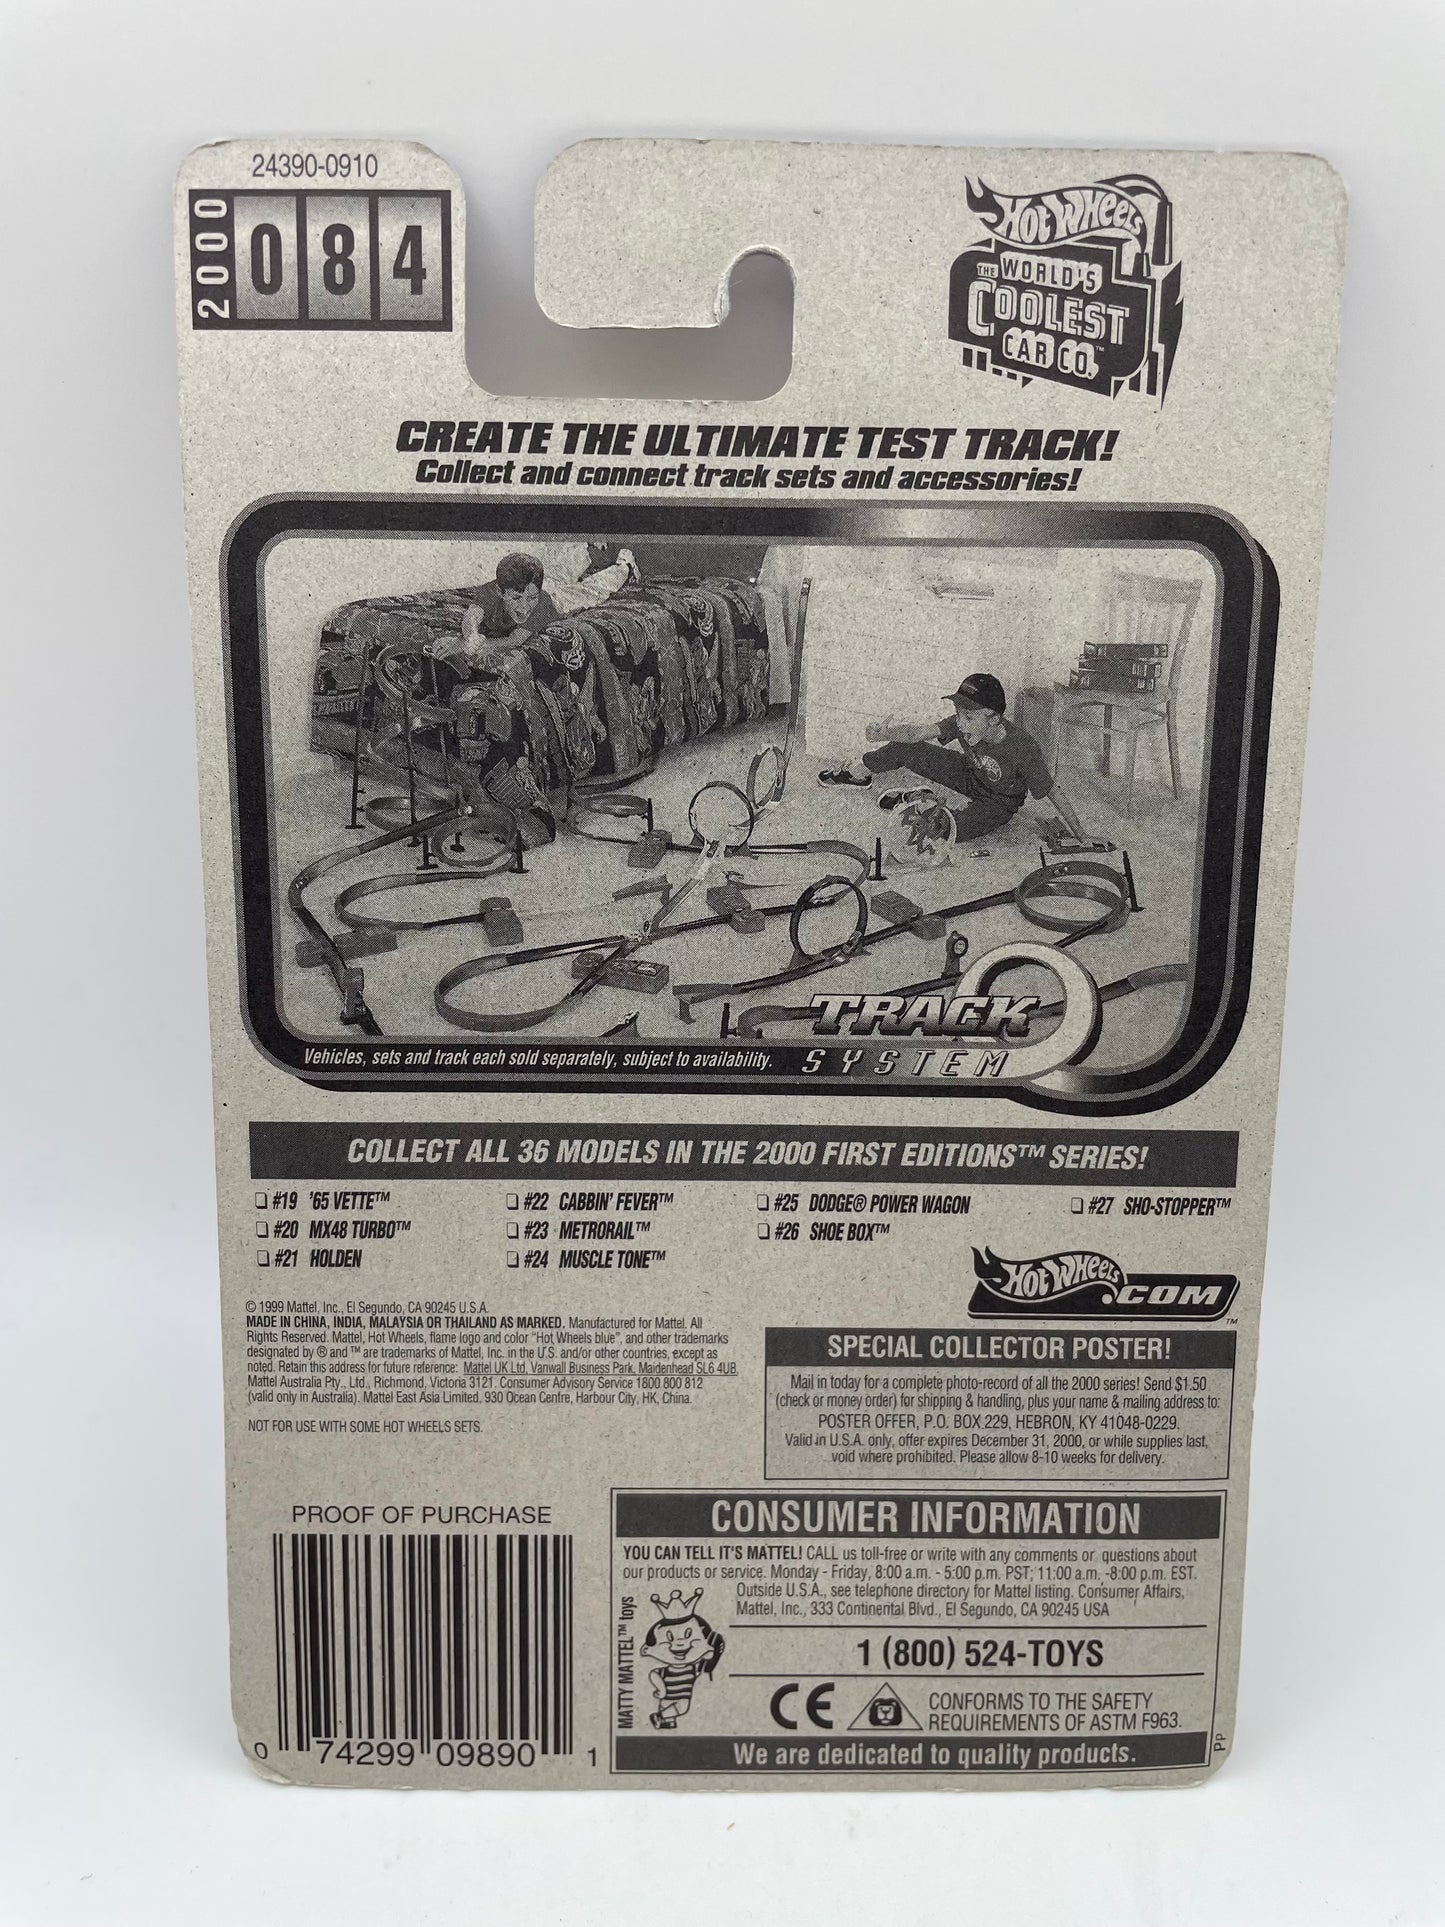 24390-0910
2000 084
HOT WHEELS
THE WORLD'S
COOLEST
CAR CO.™
CREATE THE ULTIMATE TEST TRACK!
Collect and connect track sets and accessories!
TRACK
SYSTEM
Vehicles, sets and track each sold separately, subject to availability.
COLLECT ALL 36 MODELS IN THE 2000 FIRST EDITIONS™ SERIES!
#19 '65 VETTE™
#20 MX48 TURBO™
#21 HOLDEN
#22 CABBIN' FEVER™
#23 METRORAIL™
#24 MUSCLE TONE™
#25 DODGE® POWER WAGON
#26 SHOE BOX™
#27 SHO-STOPPER™
HOT WHEELS.COM™
© 1999 Mattel, Inc., El Segundo, CA 90245 U.S.A.
MADE IN CHINA, INDIA, MALAYSIA OR THAILAND AS MARKED. Manufactured for Mattel. All
Rights Reserved. Mattel, Hot Wheels, flame logo and color "Hot Wheels blue", and other trademarks
designated by ® and ™ are trademarks of Mattel, Inc. in the U.S. and/or other countries, except as
noted. Retain this address for future reference: Mattel UK Ltd, Vanwall Business Park, Maidenhead SL6 4UB.
Mattel Australia Pty., Ltd., Richmond, Victoria 3121. Consumer Advisory Service 1800 800 812
(valid only in Australia). Mattel East Asia Limited, 930 Ocean Centre, Harbour City, HK, China.
NOT FOR USE WITH SOME HOT WHEELS SETS.
SPECIAL COLLECTOR POSTER!
Mail in today for a complete photo-record of all the 2000 series! Send $1.50
(check or money order) for shipping & handling, plus your name & mailing address to:
POSTER OFFER, P.O. BOX 229, HEBRON, KY 41048-0229.
Valid in U.S.A. only, offer expires December 31, 2000, or while supplies last,
void where prohibited. Please allow 8-10 weeks for delivery.
PROOF OF PURCHASE
0 74299 09890 1
CONSUMER INFORMATION
YOU CAN TELL IT'S MATTEL! CALL us toll-free or write with any comments or questions about
our products or service. Monday - Friday, 8:00 a.m. - 5:00 p.m. PST; 11:00 a.m. -8:00 p.m. EST.
Outside U.S.A., see telephone directory for Mattel listing. Consumer Affairs,
Mattel, Inc., 333 Continental Blvd., El Segundo, CA 90245 USA
MATTY MATTEL™ toys
1 (800) 524-TOYS
CE
CONFORMS TO THE SAFETY
REQUIREMENTS OF ASTM F963.
We are dedicated to quality products.
PP